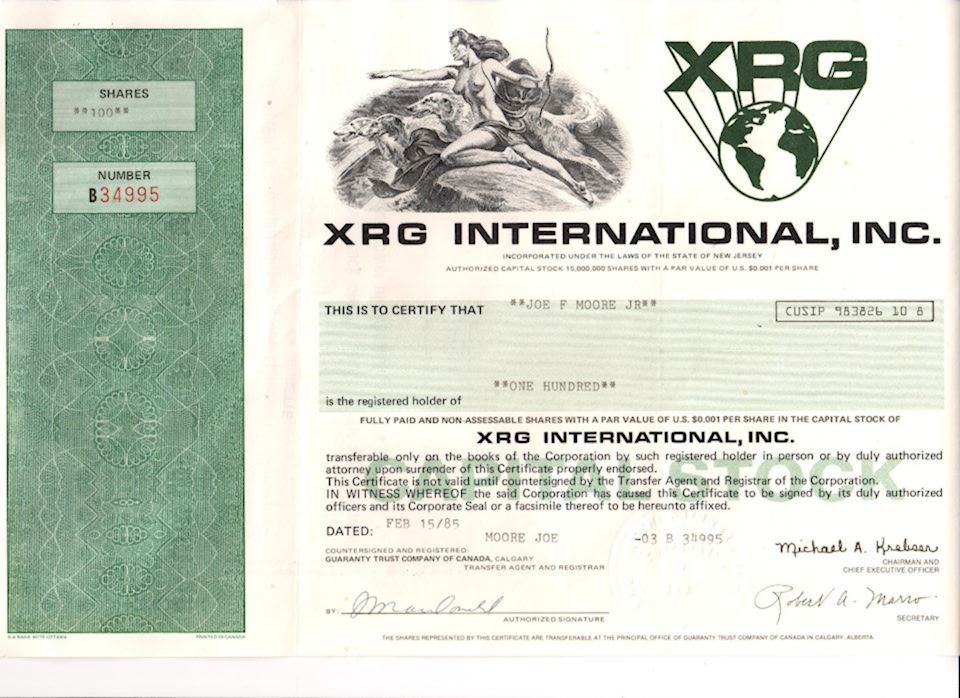 SHARES
**100**
NUMBER
B34995
XRG
XRG INTERNATIONAL, INC.
INCORPORATED UNDER THE LAWS OF THE STATE OF NEW JERSEY
AUTHORIZED CAPITAL STOCK 15,000,000 SHARES WITH A PAR VALUE OF U.S. $0.001 PER SHARE
THIS IS TO CERTIFY THAT **JOE F MOORE JR**
CUSIP 983826 10 8
**ONE HUNDRED**
is the registered holder of
FULLY PAID AND NON-ASSESSABLE SHARES WITH A PAR VALUE OF U.S. $0.001 PER SHARE IN THE CAPITAL STOCK OF
XRG INTERNATIONAL, INC.
CAPITAL STOCK
transferable only on the books of the Corporation by such registered holder in person or by duly authorized
attorney upon surrender of this Certificate properly endorsed.
This Certificate is not valid until countersigned by the Transfer Agent and Registrar of the Corporation.
IN WITNESS WHEREOF the said Corporation has caused this Certificate to be signed by its duly authorized
officers and its Corporate Seal or a facsimile thereof to be hereunto affixed.
DATED: FEB 15/85
MOORE JOE -03 B 34995
COUNTERSIGNED AND REGISTERED:
GUARANTY TRUST COMPANY OF CANADA, CALGARY
TRANSFER AGENT AND REGISTRAR
Michael A. Krebser
CHAIRMAN AND
CHIEF EXECUTIVE OFFICER
BY:
AUTHORIZED SIGNATURE
Robert A. Marro
SECRETARY
THE SHARES REPRESENTED BY THIS CERTIFICATE ARE TRANSFERABLE AT THE PRINCIPAL OFFICE OF GUARANTY TRUST COMPANY OF CANADA IN CALGARY, ALBERTA.
BANK NOTE OTTAWA
PRINTED IN CANADA